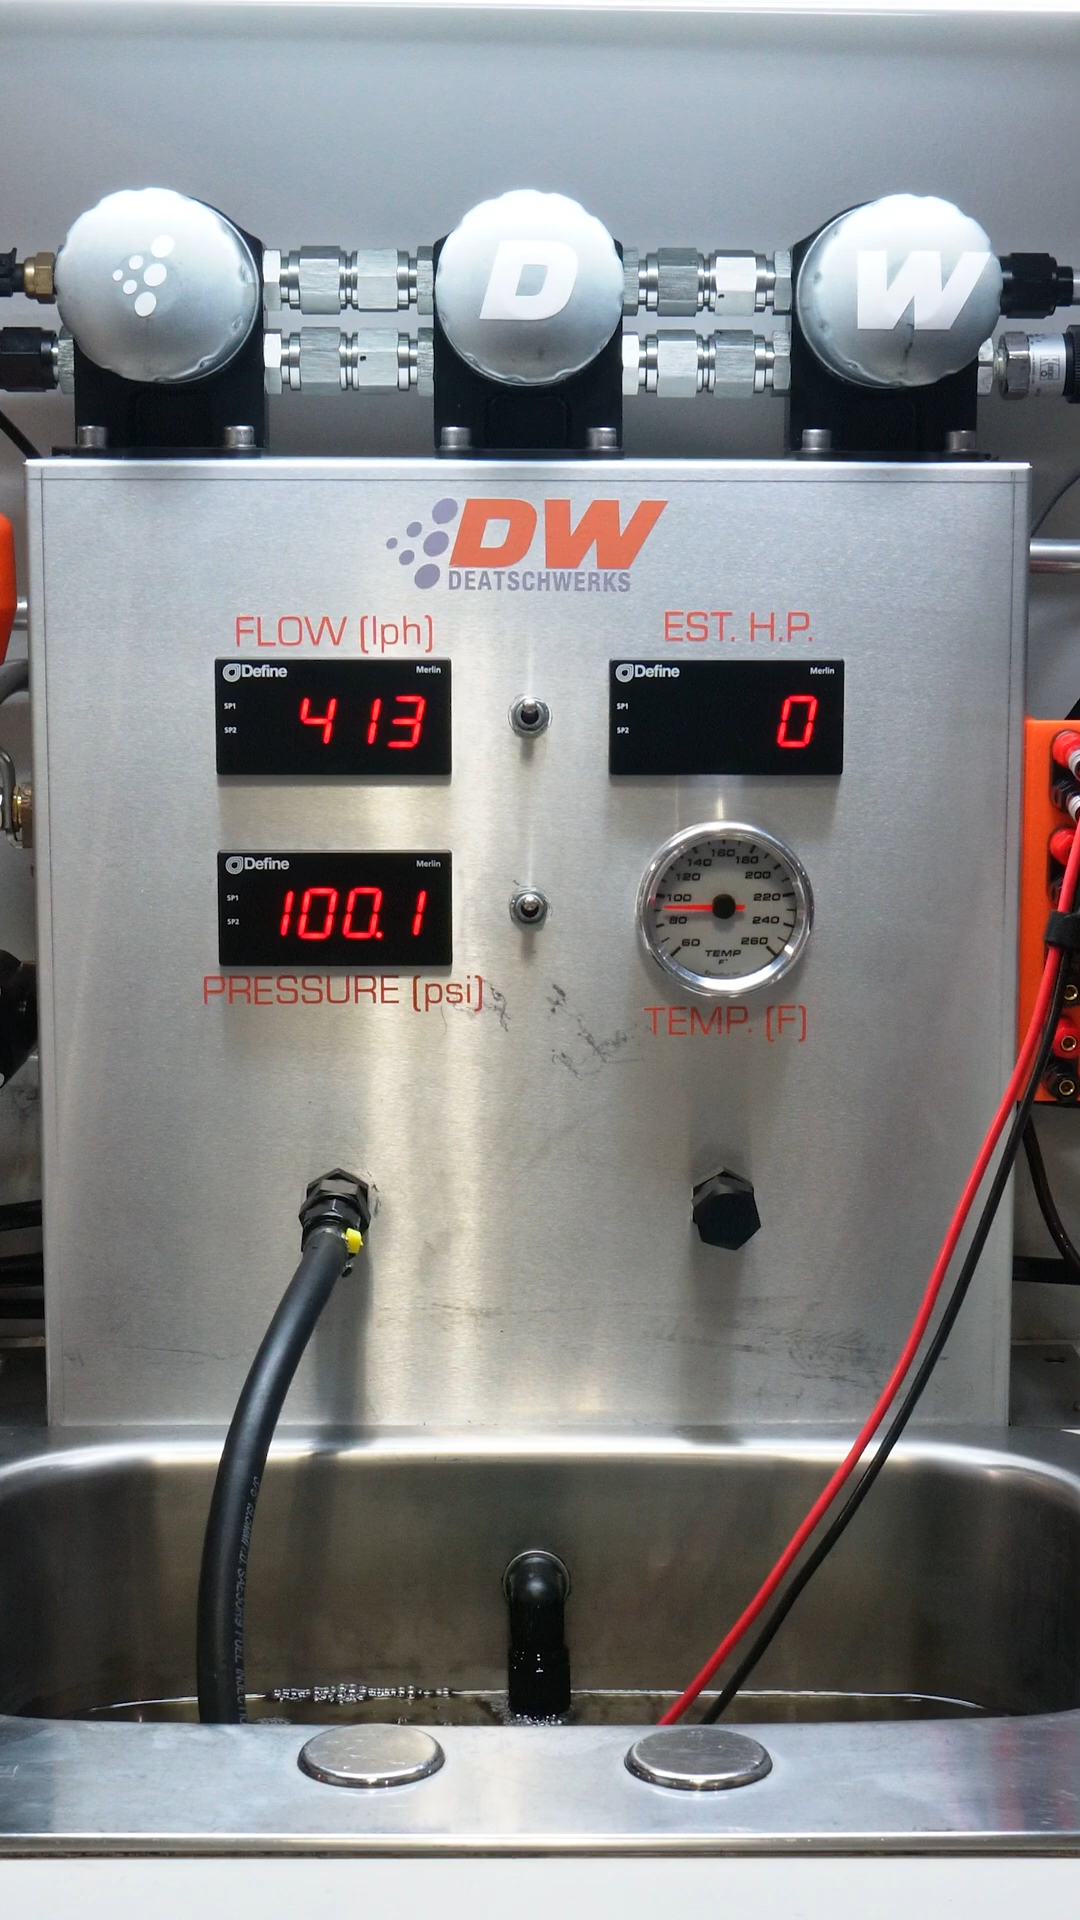 D
W
DW
DEATSCHWERKS
FLOW (lph)
EST. H.P.
Define
Merlin
SP1
SP2
413
Define
Merlin
SP1
SP2
0
Define
Merlin
SP1
SP2
100.1
60
80
100
120
140
160
180
200
220
240
260
TEMP
F°
PRESSURE (psi)
TEMP. (F)